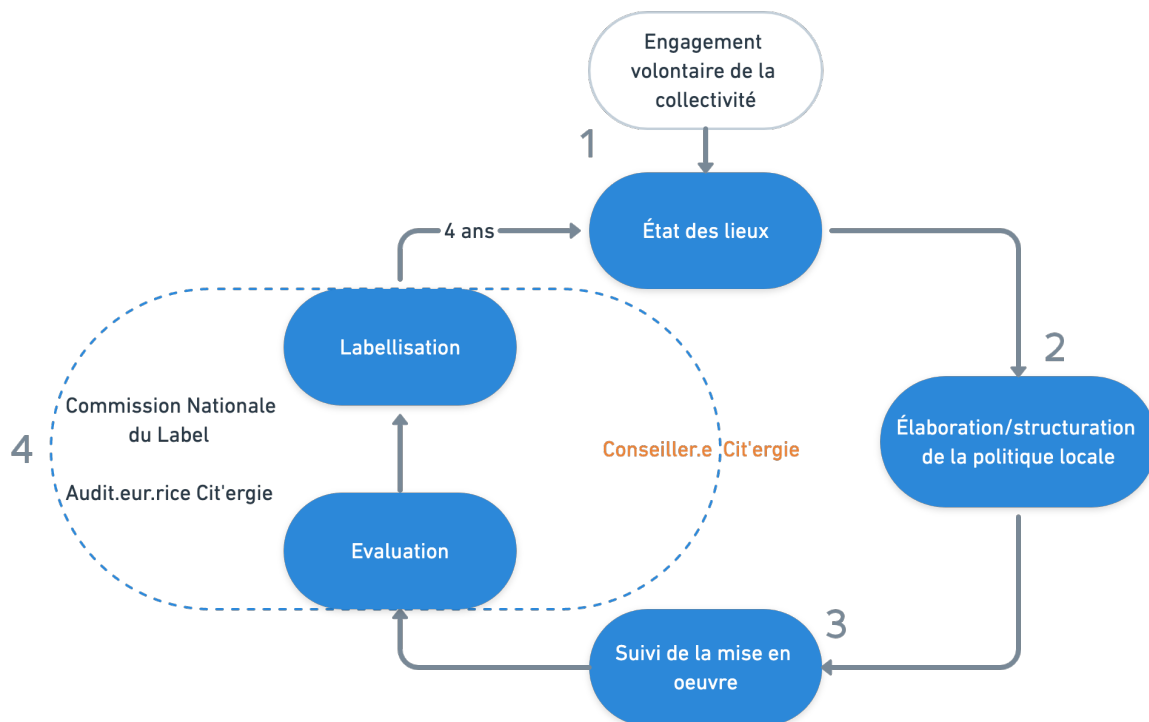 Engagement
volontaire de la
collectivité
1
État des lieux
4 ans
Labellisation
2
Élaboration/structuration
de la politique locale
Commission Nationale
du Label
4
Conseiller.e Cit'ergie
Audit.eur.rice Cit'ergie
Evaluation
3
Suivi de la mise en
oeuvre